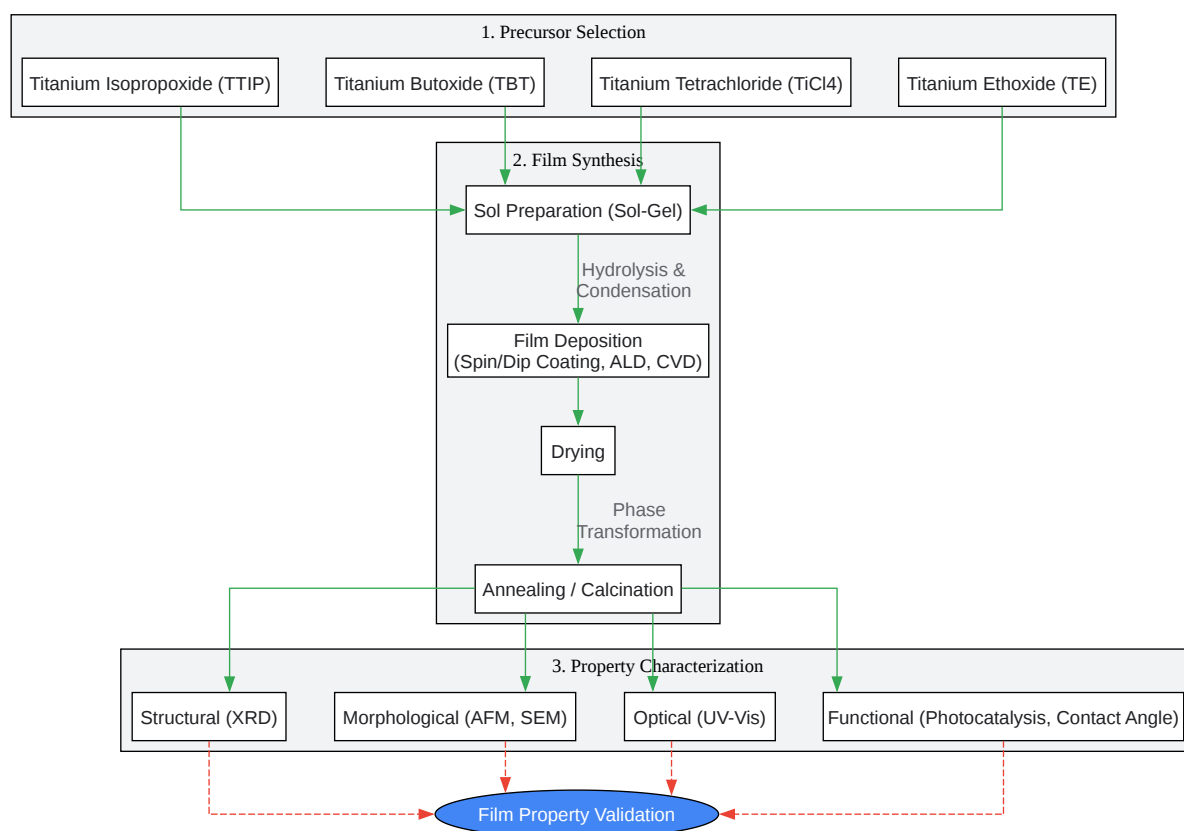 1. Precursor Selection
Titanium Isopropoxide (TTIP)
Titanium Butoxide (TBT)
Titanium Tetrachloride (TiCl4)
Titanium Ethoxide (TE)
2. Film Synthesis
Sol Preparation (Sol-Gel)
Hydrolysis &
Condensation
Film Deposition
(Spin/Dip Coating, ALD, CVD)
Drying
Phase
Transformation
Annealing / Calcination
3. Property Characterization
Structural (XRD)
Morphological (AFM, SEM)
Optical (UV-Vis)
Functional (Photocatalysis, Contact Angle)
Film Property Validation